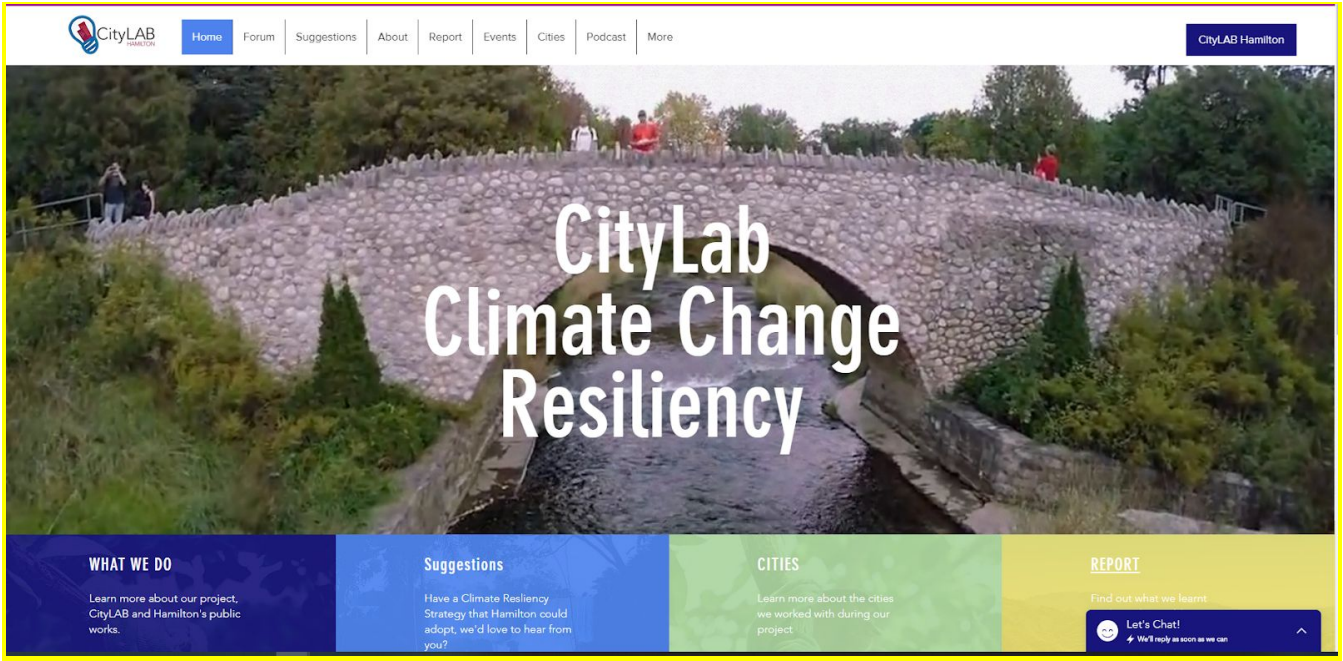 CityLAB
HAMILTON
Home Forum Suggestions About Report Events Cities Podcast More
CityLAB Hamilton
CityLab
Climate Change
Resiliency
WHAT WE DO
Learn more about our project,
CityLAB and Hamilton's public
works.
Suggestions
Have a Climate Resliency
Strategy that Hamilton could
adopt, we'd love to hear from
you?
CITIES
Learn more about the cities
we worked with during our
project
REPORT
Find out what we learnt
Let's Chat!
We'll reply as soon as we can